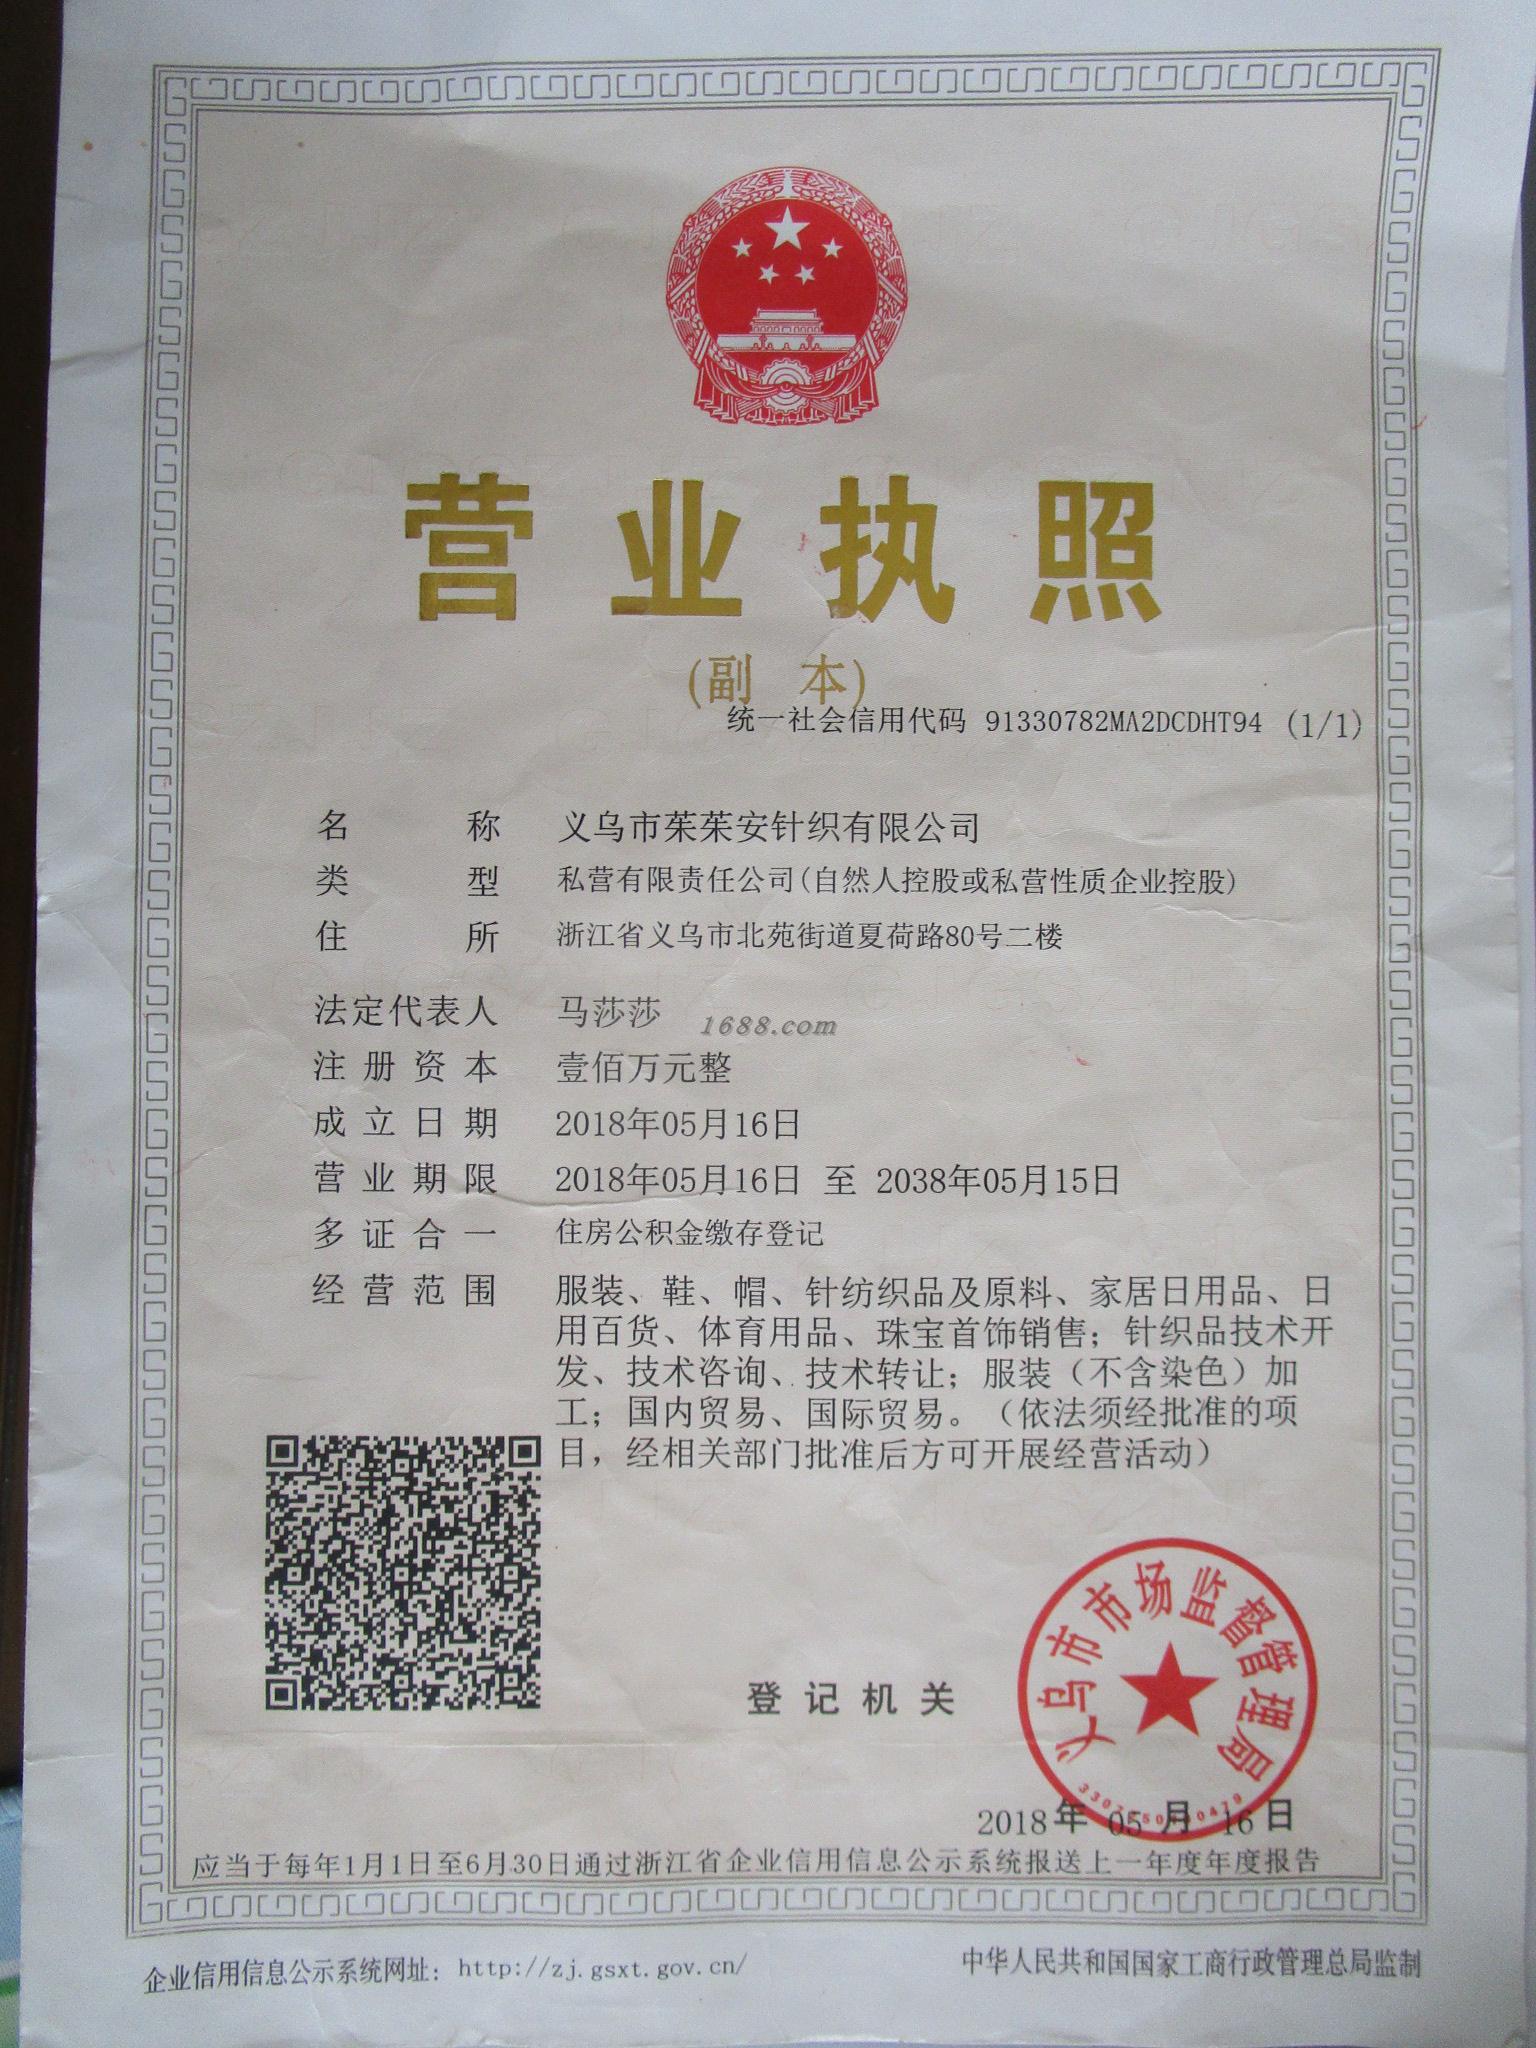 营业执照
(副 本)
统一社会信用代码 91330782MA2DCDHT94 (1/1)
名 称 义乌市茱茱安针织有限公司
类 型 私营有限责任公司(自然人控股或私营性质企业控股)
住 所 浙江省义乌市北苑街道夏荷路80号二楼
法定代表人 马莎莎
1688.com
注册资本 壹佰万元整
成立日期 2018年05月16日
营业期限 2018年05月16日 至 2038年05月15日
多证合一 住房公积金缴存登记
经营范围 服装、鞋、帽、针纺织品及原料、家居日用品、日
用百货、体育用品、珠宝首饰销售；针织品技术开
发、技术咨询、技术转让；服装（不含染色）加
工；国内贸易、国际贸易。（依法须经批准的项
目，经相关部门批准后方可开展经营活动）
登记机关
义乌市市场监督管理局
2018年 05月 16日
应当于每年1月1日至6月30日通过浙江省企业信用信息公示系统报送上一年度年度报告
企业信用信息公示系统网址：http://zj.gsxt.gov.cn/
中华人民共和国国家工商行政管理总局监制